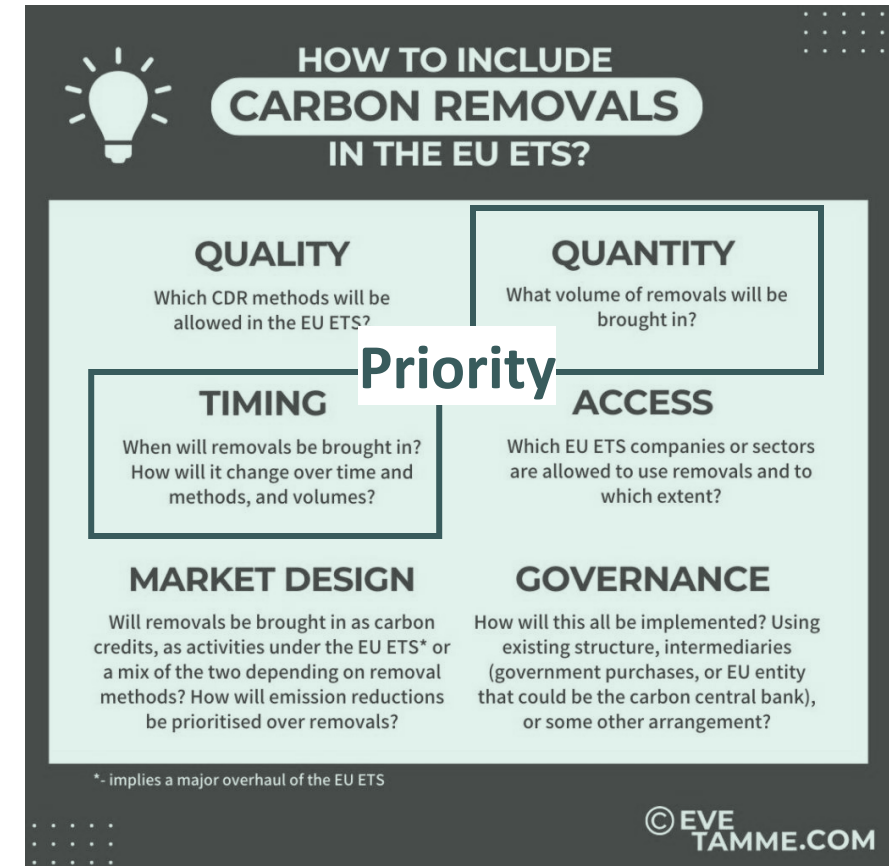 HOW TO INCLUDE
CARBON REMOVALS
IN THE EU ETS?
QUALITY
Which CDR methods will be
allowed in the EU ETS?
QUANTITY
What volume of removals will be
brought in?
Priority
TIMING
When will removals be brought in?
How will it change over time and
methods, and volumes?
ACCESS
Which EU ETS companies or sectors
are allowed to use removals and to
which extent?
MARKET DESIGN
Will removals be brought in as carbon
credits, as activities under the EU ETS* or
a mix of the two depending on removal
methods? How will emission reductions
be prioritised over removals?
GOVERNANCE
How will this all be implemented? Using
existing structure, intermediaries
(government purchases, or EU entity
that could be the carbon central bank),
or some other arrangement?
*- implies a major overhaul of the EU ETS
© EVE
TAMME.COM